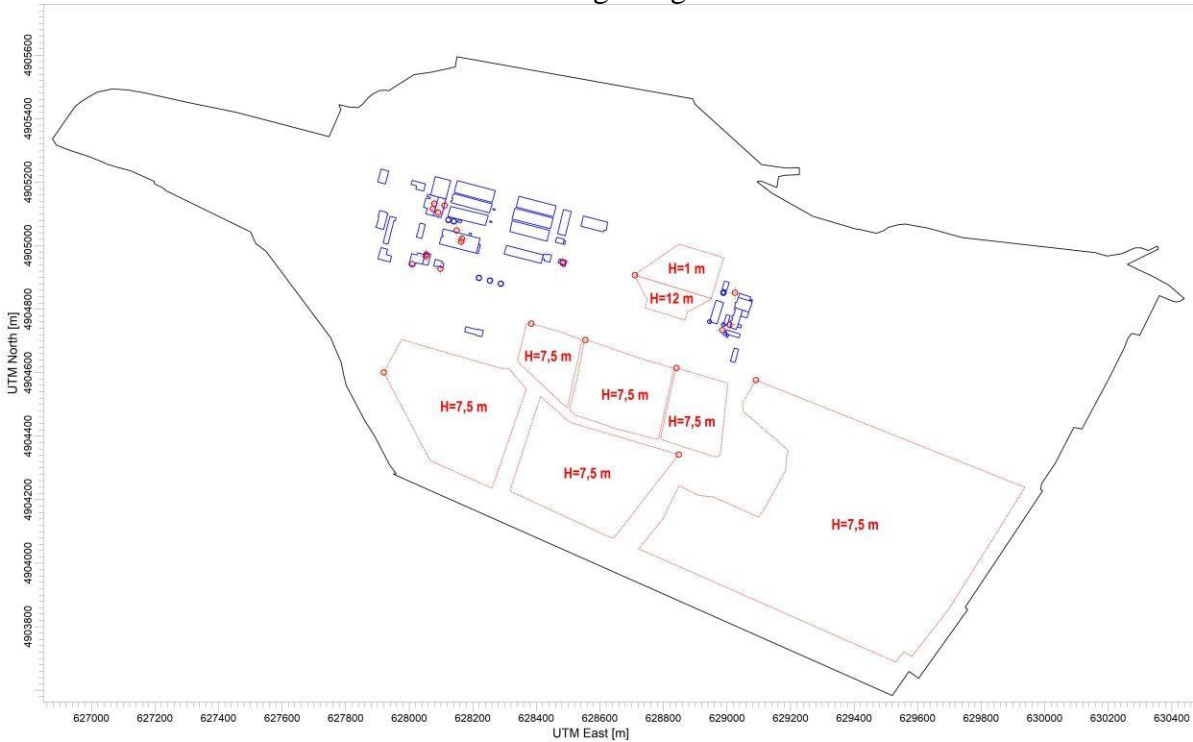 4905600
4905400
4905200
4905000
4904800
4904600
4904400
4904200
4904000
4903800
UTM North [m]
H=1 m
H=12 m
H=7,5 m
H=7,5 m
H=7,5 m
H=7,5 m
H=7,5 m
H=7,5 m
627000 627200 627400 627600 627800 628000 628200 628400 628600 628800 629000 629200 629400 629600 629800 630000 630200 630400
UTM East [m]